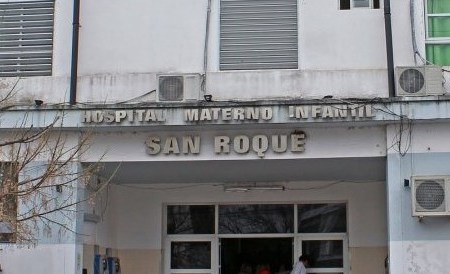 HOSPITAL MATERNO INFANTIL
SAN ROQUE